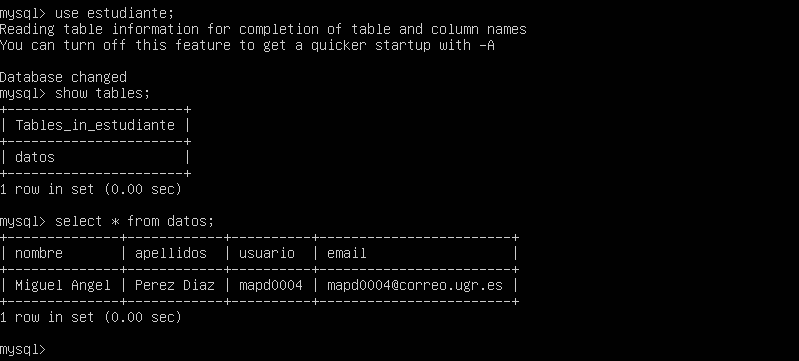 mysql> use estudiante;
Reading table information for completion of table and column names
You can turn off this feature to get a quicker startup with -A
Database changed
mysql> show tables;
+----------------------+
| Tables_in_estudiante |
+----------------------+
| datos                |
+----------------------+
1 row in set (0.00 sec)
mysql> select * from datos;
+--------------+------------+----------+------------------------+
| nombre       | apellidos  | usuario  | email                  |
+--------------+------------+----------+------------------------+
| Miguel Angel | Perez Diaz | mapd0004 | mapd0004@correo.ugr.es |
+--------------+------------+----------+------------------------+
1 row in set (0.00 sec)
mysql>